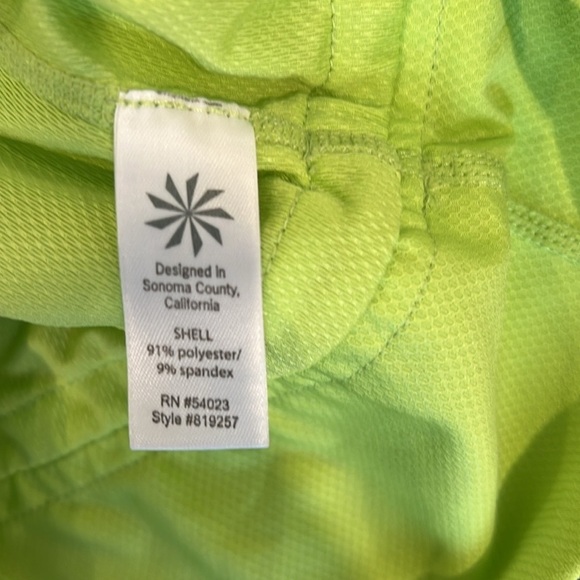 Designed in
Sonoma County,
California
SHELL
91% polyester/
9% spandex
RN #54023
Style #819257